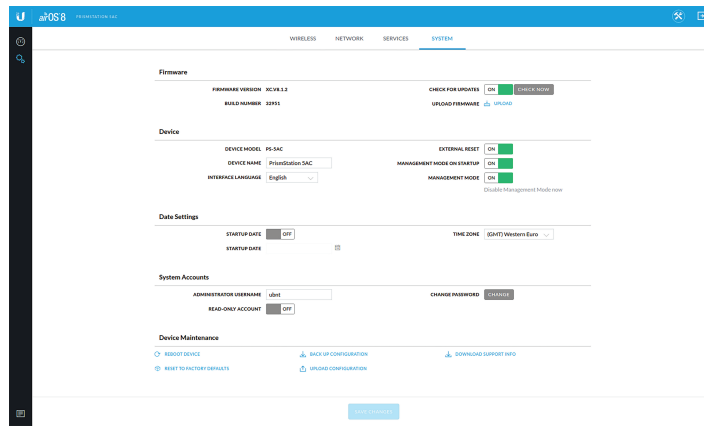 airOS 8 PRISMSTATION 5AC
WIRELESS NETWORK SERVICES SYSTEM
Firmware
FIRMWARE VERSION XC.V8.1.2 CHECK FOR UPDATES ON CHECK NOW
BUILD NUMBER 32951 UPLOAD FIRMWARE UPLOAD
Device
DEVICE MODEL PS-5AC EXTERNAL RESET ON
DEVICE NAME PrismStation 5AC MANAGEMENT MODE ON STARTUP ON
INTERFACE LANGUAGE English MANAGEMENT MODE ON
Disable Management Mode now
Date Settings
STARTUP DATE OFF TIME ZONE (GMT) Western Euro
STARTUP DATE
System Accounts
ADMINISTRATOR USERNAME ubnt CHANGE PASSWORD CHANGE
READ-ONLY ACCOUNT OFF
Device Maintenance
REBOOT DEVICE BACK UP CONFIGURATION DOWNLOAD SUPPORT INFO
RESET TO FACTORY DEFAULTS UPLOAD CONFIGURATION
SAVE CHANGES